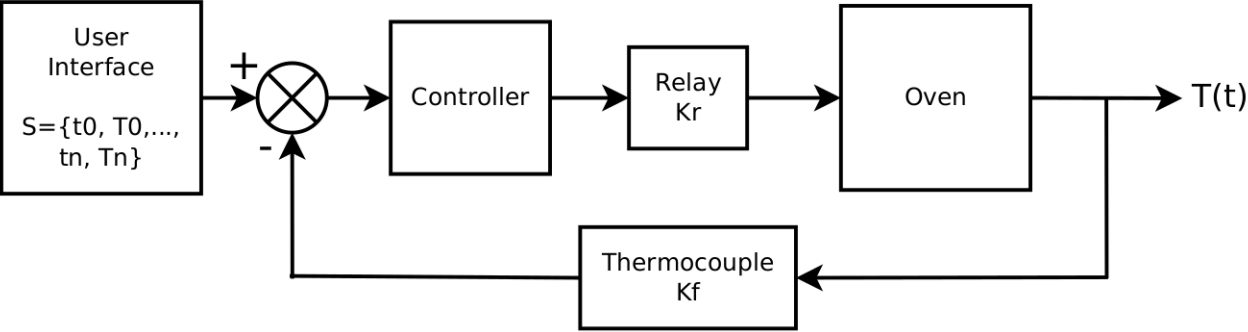 User
Interface
S={t0, T0,...,
tn, Tn}
+
-
Controller
Relay
Kr
Oven
T(t)
Thermocouple
Kf